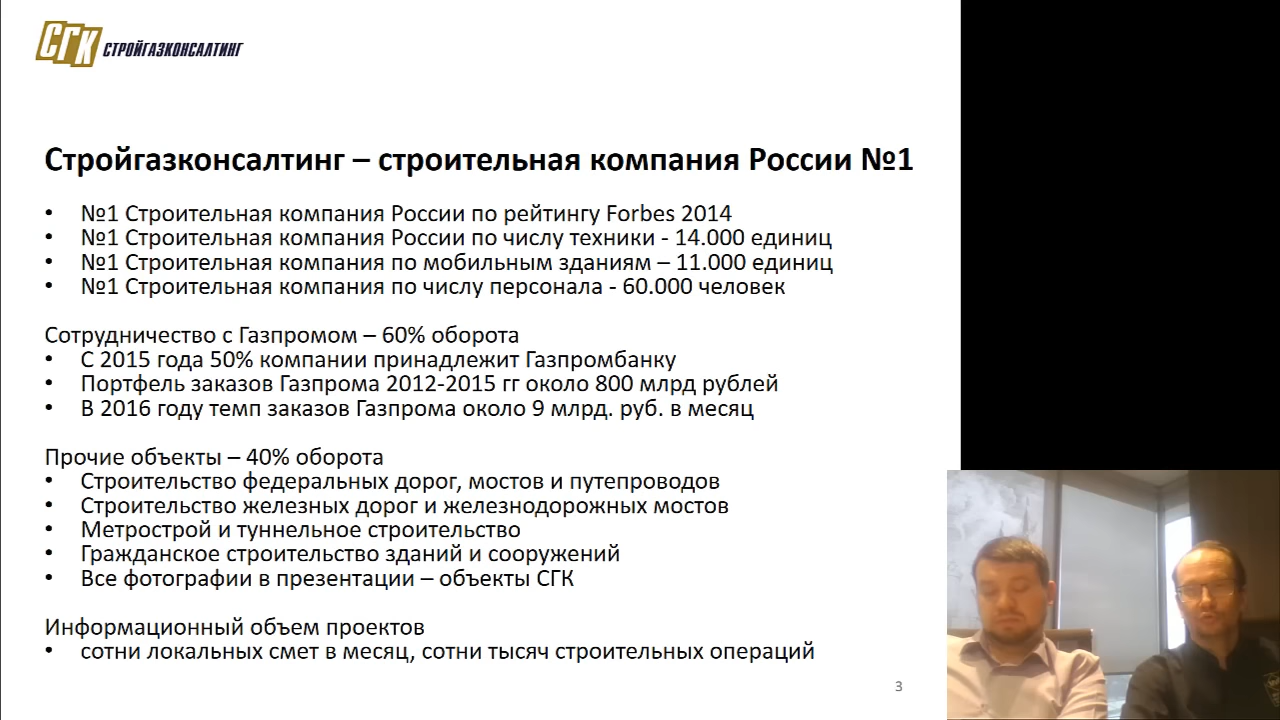 СГК СТРОЙГАЗКОНСАЛТИНГ
Стройгазконсалтинг – строительная компания России №1
• №1 Строительная компания России по рейтингу Forbes 2014
• №1 Строительная компания России по числу техники - 14.000 единиц
• №1 Строительная компания по мобильным зданиям – 11.000 единиц
• №1 Строительная компания по числу персонала - 60.000 человек
Сотрудничество с Газпромом – 60% оборота
• С 2015 года 50% компании принадлежит Газпромбанку
• Портфель заказов Газпрома 2012-2015 гг около 800 млрд рублей
• В 2016 году темп заказов Газпрома около 9 млрд. руб. в месяц
Прочие объекты – 40% оборота
• Строительство федеральных дорог, мостов и путепроводов
• Строительство железных дорог и железнодорожных мостов
• Метрострой и туннельное строительство
• Гражданское строительство зданий и сооружений
• Все фотографии в презентации – объекты СГК
Информационный объем проектов
• сотни локальных смет в месяц, сотни тысяч строительных операций
3